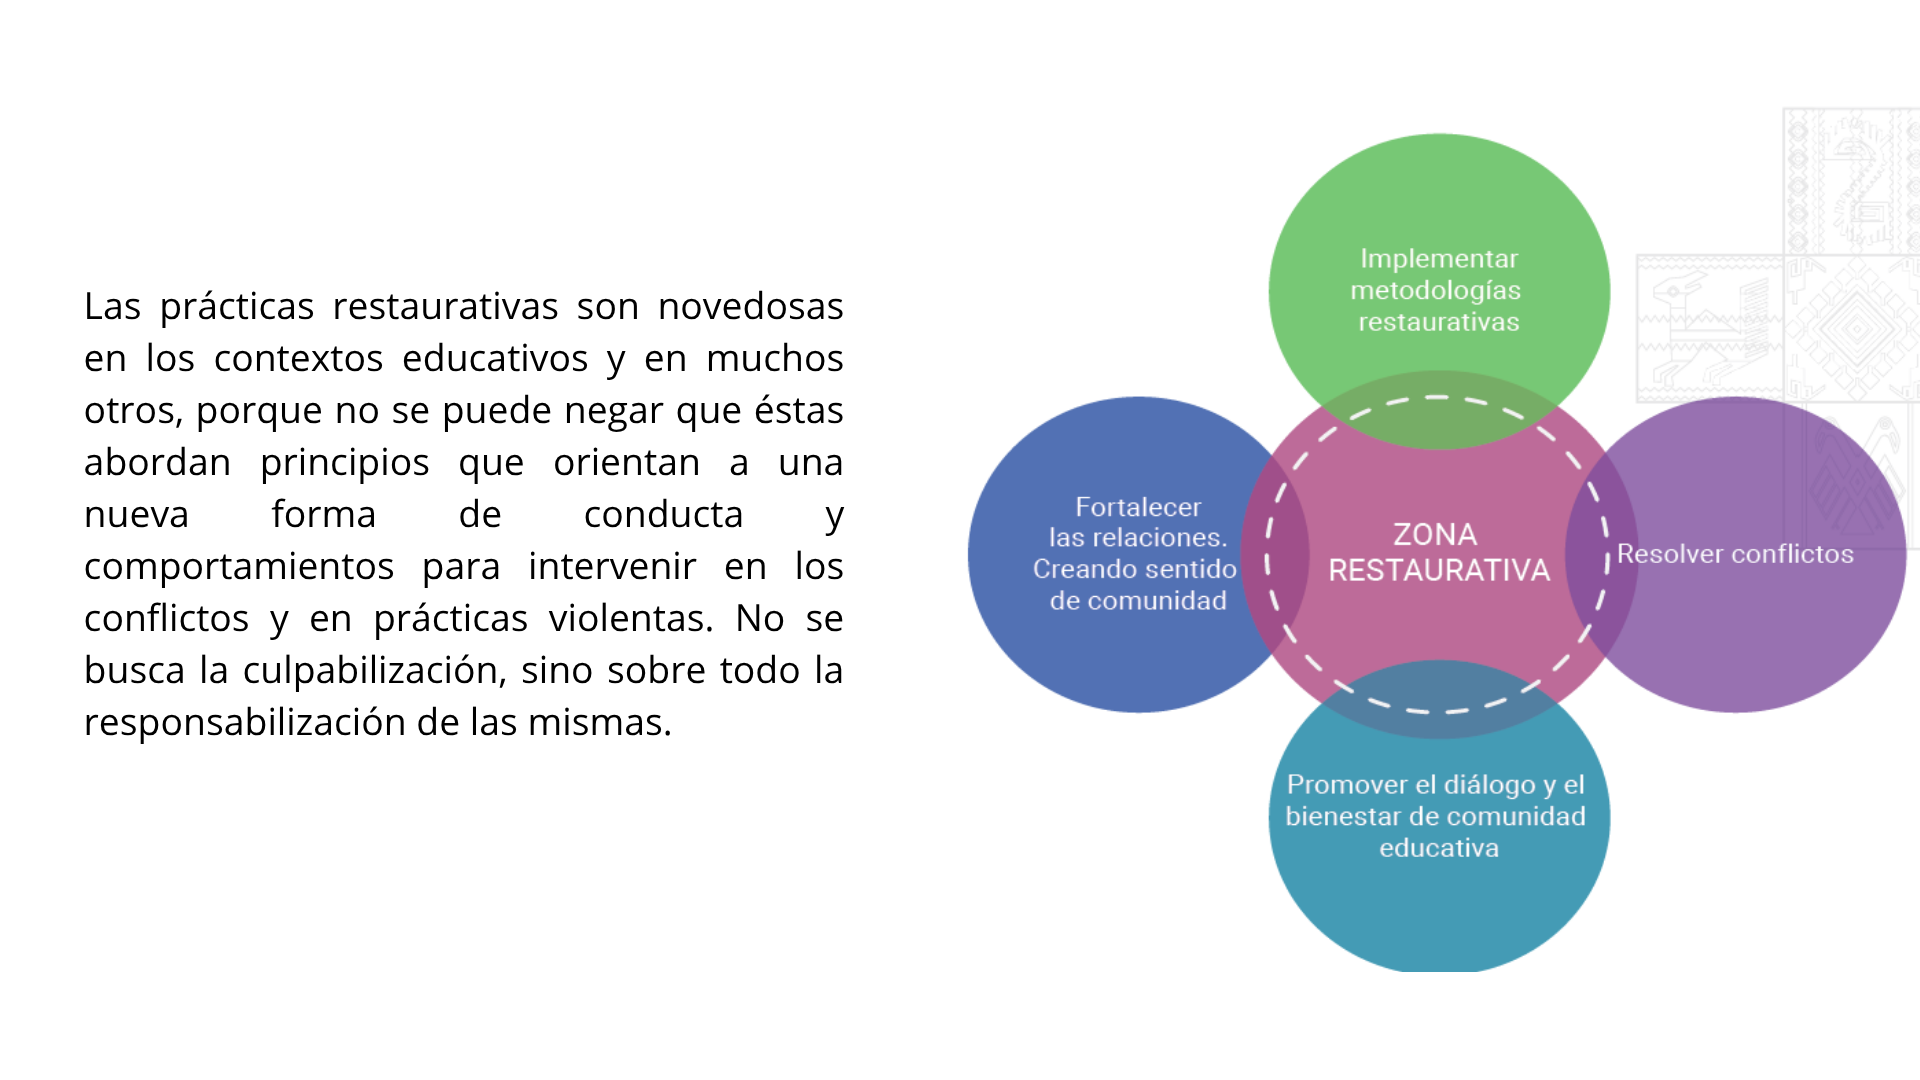 Las prácticas restaurativas son novedosas
en los contextos educativos y en muchos
otros, porque no se puede negar que éstas
abordan principios que orientan a una
nueva forma de conducta y
comportamientos para intervenir en los
conflictos y en prácticas violentas. No se
busca la culpabilización, sino sobre todo la
responsabilización de las mismas.
Implementar
metodologías
restaurativas
Fortalecer
las relaciones.
Creando sentido
de comunidad
ZONA
RESTAURATIVA
Resolver conflictos
Promover el diálogo y el
bienestar de comunidad
educativa